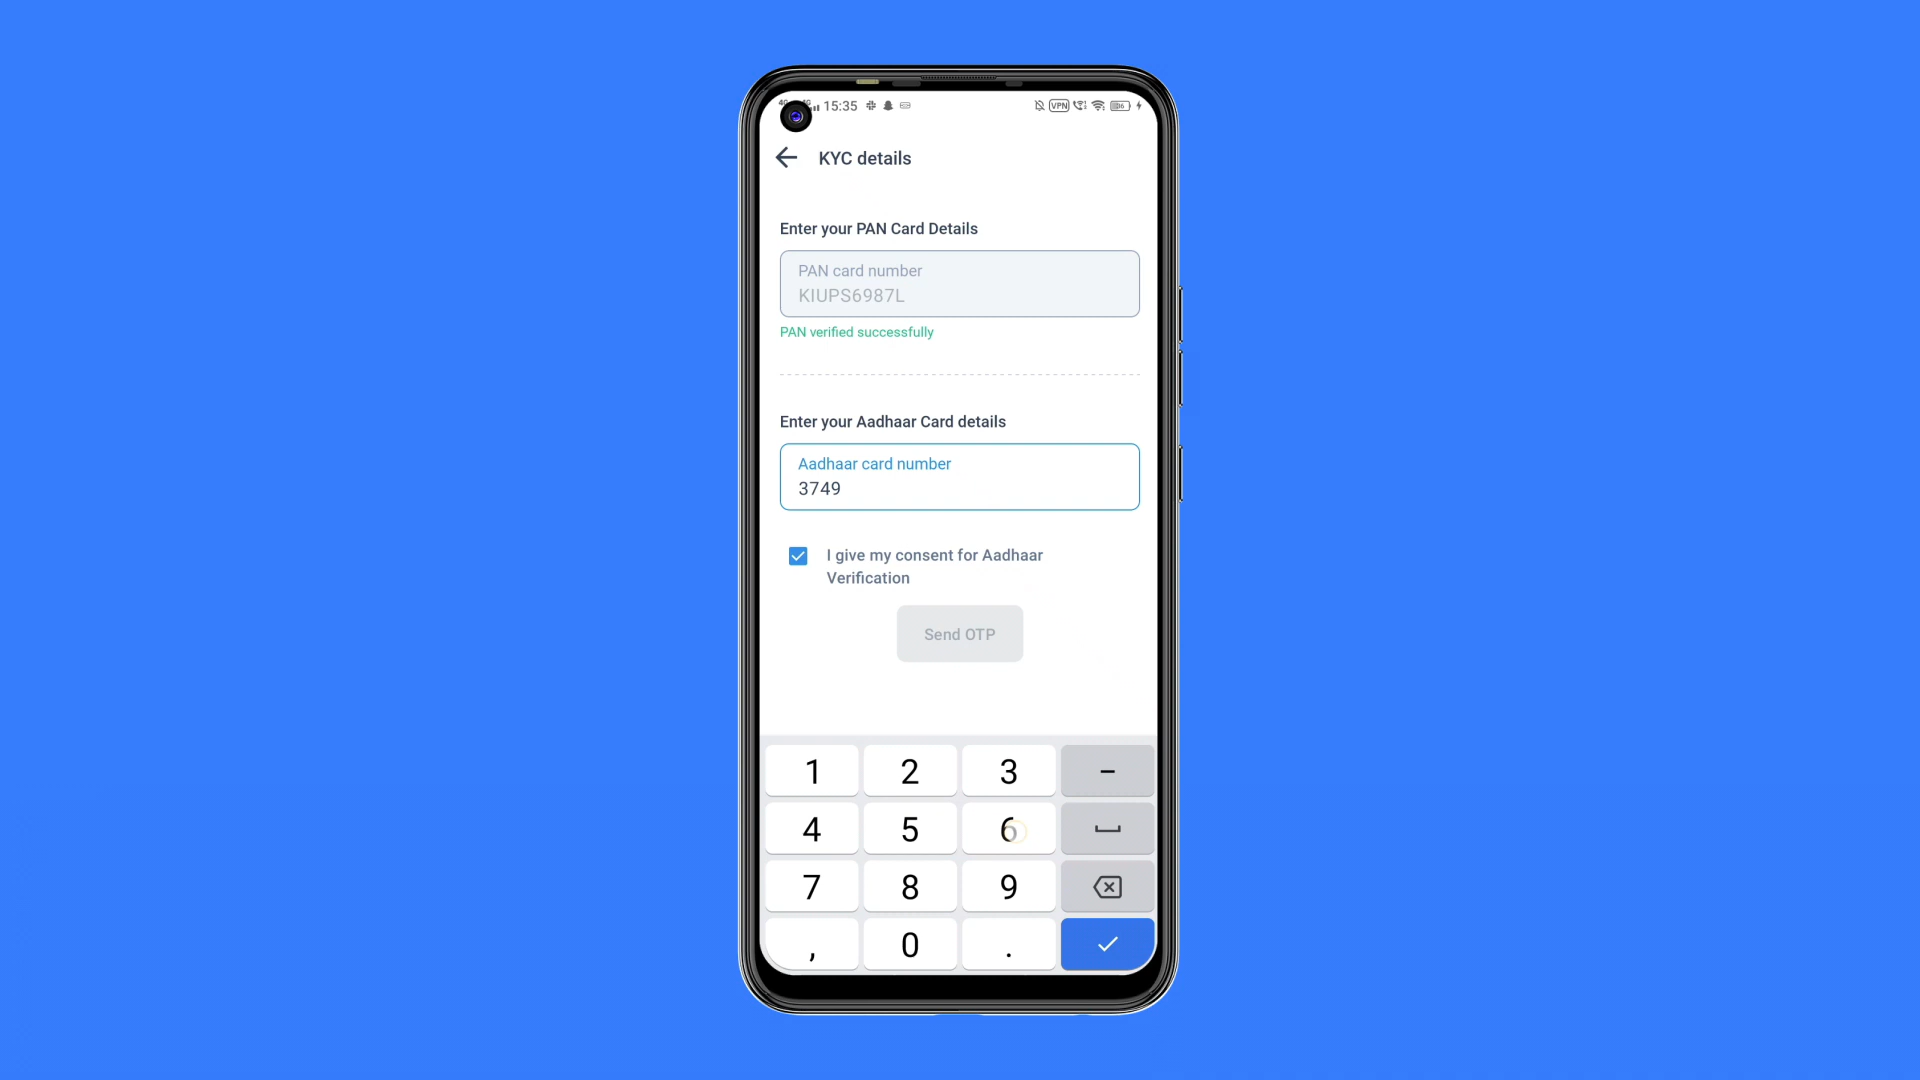 15:35 VPN
KYC details
Enter your PAN Card Details
PAN card number
KIUPS6987L
PAN verified successfully
Enter your Aadhaar Card details
Aadhaar card number
3749
I give my consent for Aadhaar
Verification
Send OTP
1 2 3 -
4 5 6
7 8 9
, 0 .